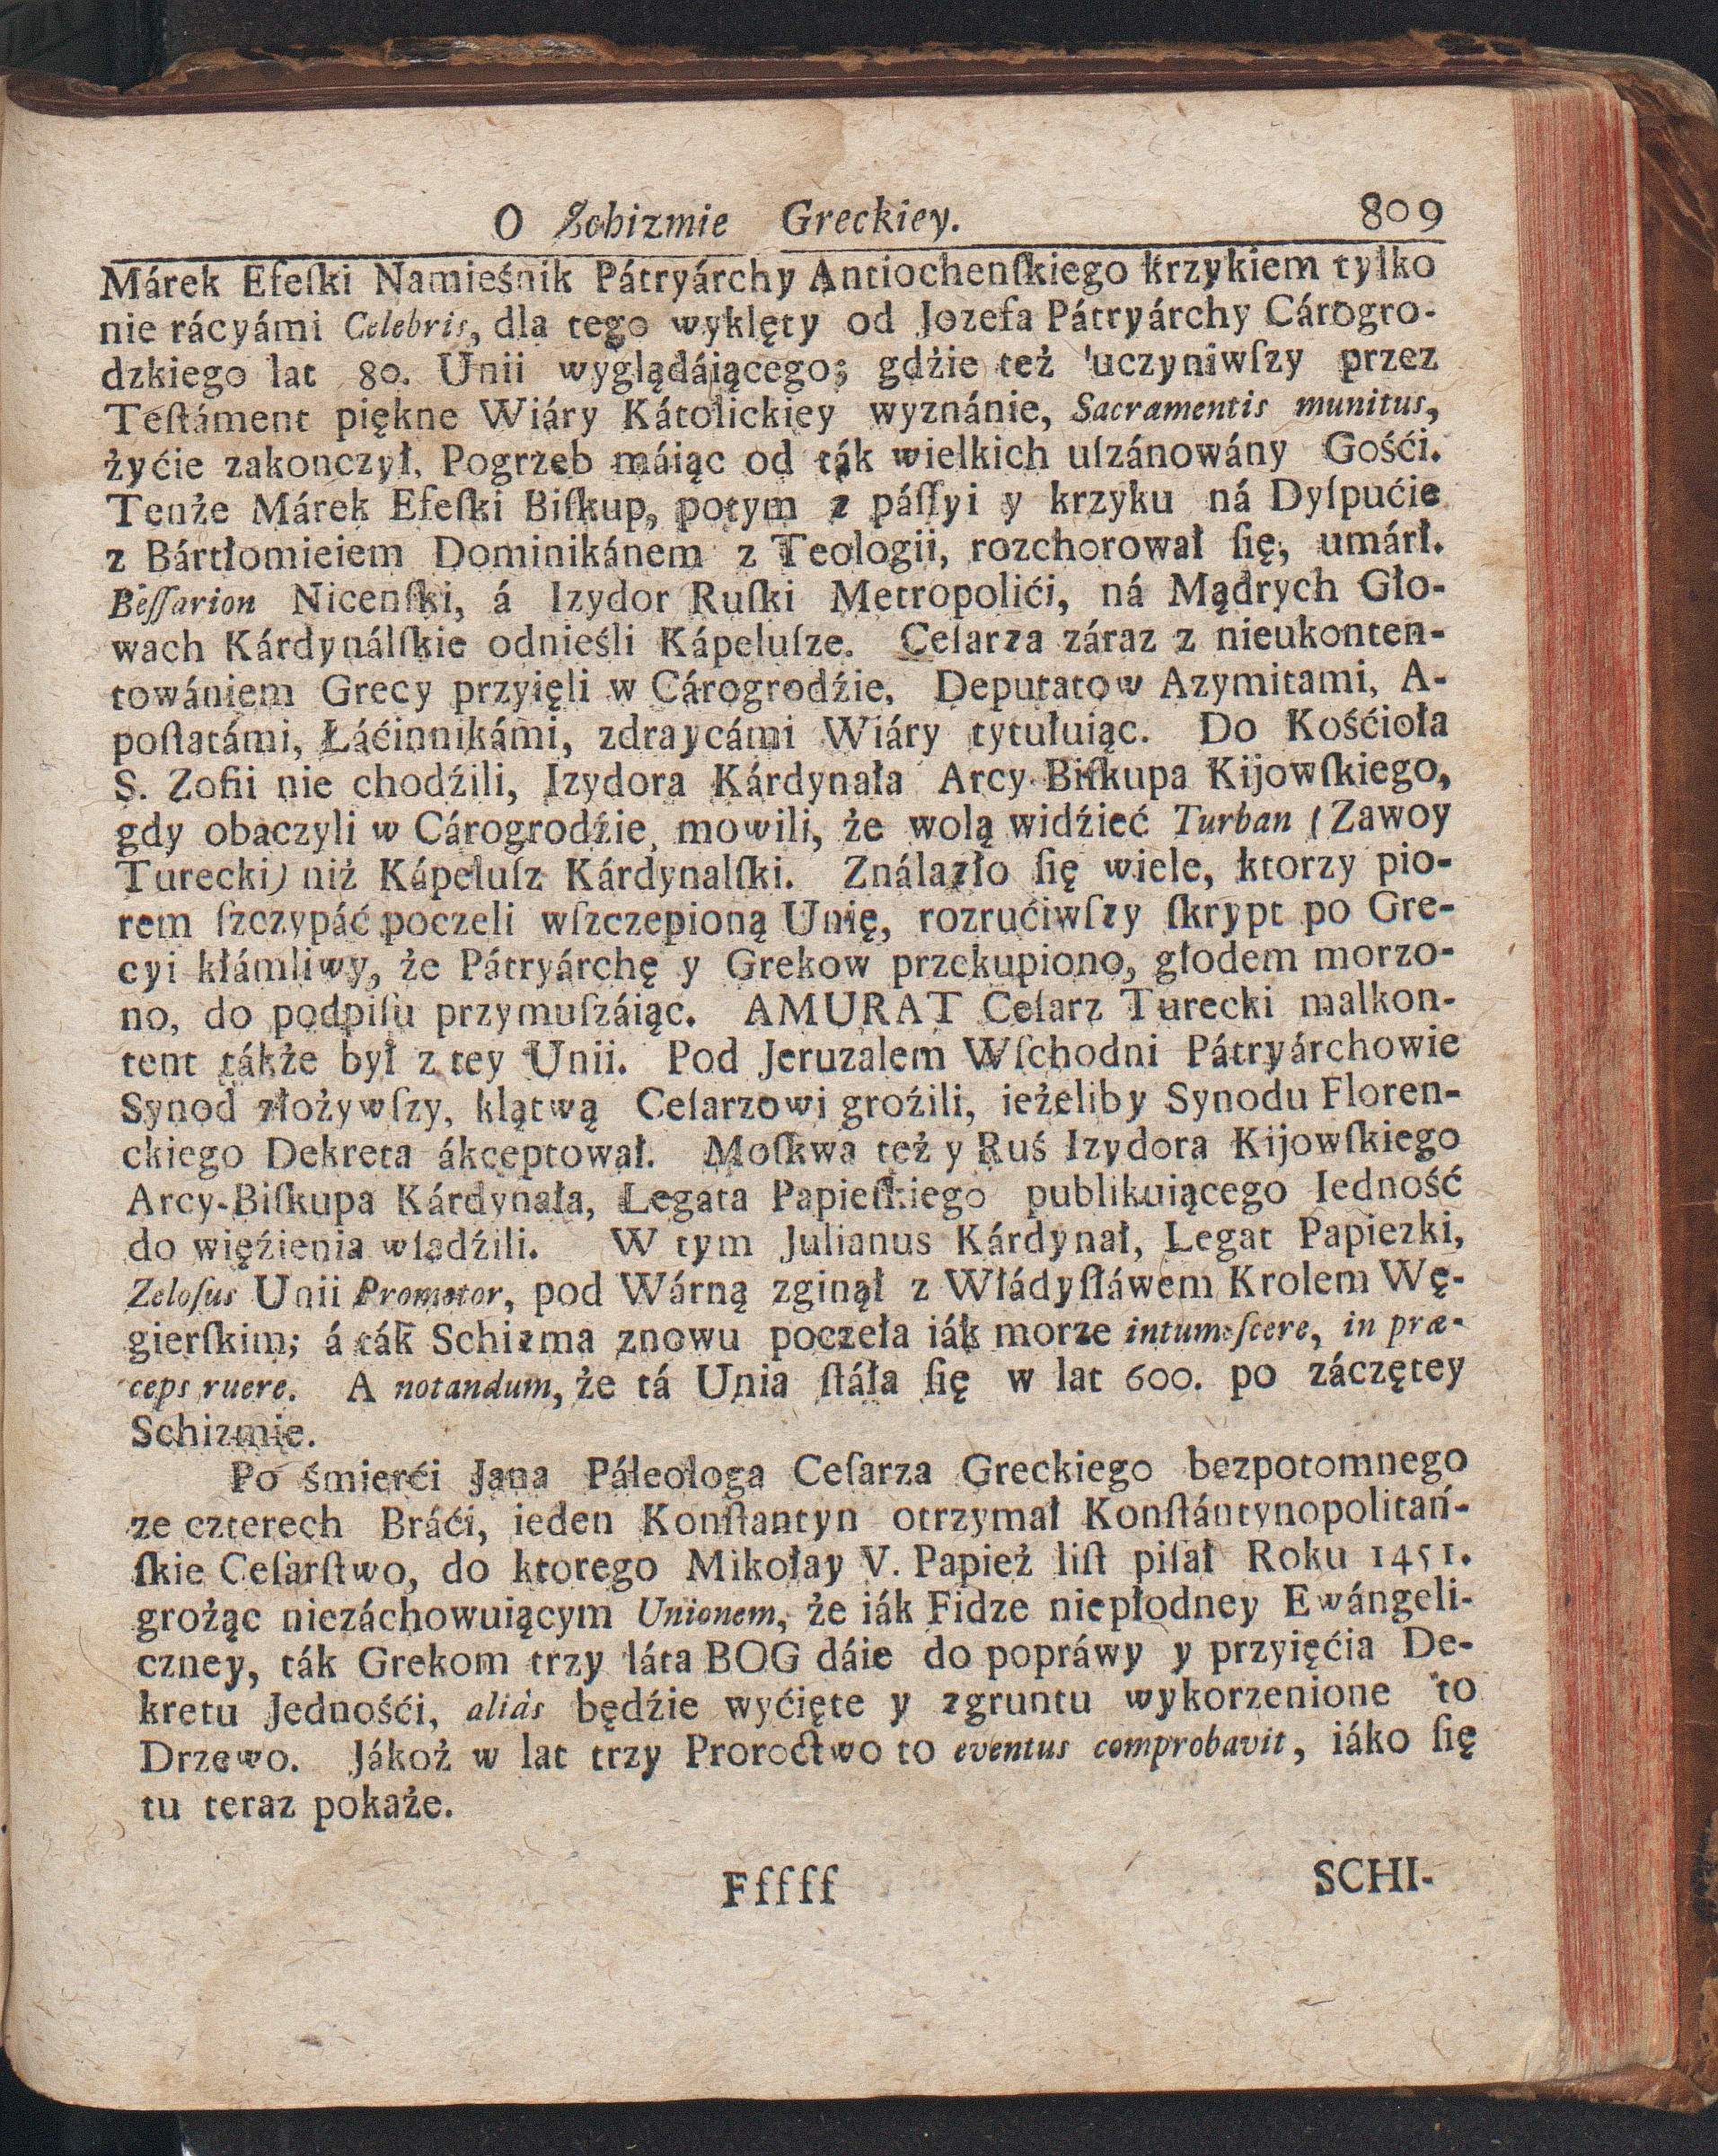 O Schizmie Greckiey. 809
Márek Efeſki Namieśnik Pátryárchy Antiochenſkiego krzykiem tylko
nie rácyámi Celebris, dla tego wyklęty od Jozefa Pátryárchy Cárogro-
dzkiego lat 80. Unii wyglądáiącego; gdźie też uczyniwſzy przez
Teſtáment piękne Wiáry Kátolickiey wyznánie, Sacramentis munitus,
żyćie zakonczył, Pogrzeb máiąc od ták wielkich uſzánowány Gośći.
Tenże Márek Efeſki Biſkup, potym z páſſyi y krzyku ná Dyſpućie
z Bártłomieiem Dominikánem z Teologii, rozchorował ſię, umárł.
Beſſarion Nicenſki, á Izydor Ruſki Metropolići, ná Mądrych Gło-
wach Kárdynálſkie odnieśli Kápeluſze. Ceſarza záraz z nieukonten-
towániem Grecy przyięli w Cárogrodźie, Deputatow Azymitami, A-
poſtatámi, Łáćinnikámi, zdraycámi Wiáry tytułuiąc. Do Kośćioła
S. Zofii nie chodźili, Izydora Kárdynała Arcy-Biſkupa Kijowſkiego,
gdy obaczyli w Cárogrodźie, mowili, że wolą widźieć Turban (Zawoy
Turecki) niż Kápeluſz Kárdynalſki. Ználazło ſię wiele, ktorzy pio-
rem ſzczypáć poczeli wſzczepioną Unię, rozrućiwſzy ſkrypt po Gre-
cyi kłámliwy, że Pátryárchę y Grekow przekupiono, głodem morzo-
no, do podpiſu przymuſzáiąc. AMURAT Ceſarz Turecki malkon-
tent tákże był z tey Unii. Pod Jeruzalem Wſchodni Pátryárchowie
Synod złożywſzy, klątwą Ceſarzowi groźili, ieżeliby Synodu Floren-
ckiego Dekreta ákceptował. Moſkwa też y Ruś Izydora Kijowſkiego
Arcy-Biſkupa Kárdynała, Legata Papieſkiego publikuiącego Iedność
do więźienia wſadźili. W tym Julianus Kárdynał, Legat Papiezki,
Zeloſus Unii Promotor, pod Wárną zginął z Włádyſławem Krolem Wę-
gierſkim; á ták Schizma znowu poczeła iák morze intumeſcere, in præ-
ceps ruere. A notandum, że tá Unia ſtáła ſię w lat 600. po záczętey
Schizmie.
Po śmierći Jana Páleologa Ceſarza Greckiego bezpotomnego
ze czterech Bráći, ieden Konſtantyn otrzymał Konſtántynopolitań-
ſkie Ceſarſtwo, do ktorego Mikołay V. Papież liſt piſał Roku 1451.
grożąc niezáchowuiącym Unionem, że iák Fidze niepłodney Ewángeli-
czney, ták Grekom trzy láta BOG dáie do popráwy y przyięćia De-
kretu Jednośći, aliàs będźie wyćięte y zgruntu wykorzenione to
Drzewo. Jákoż w lat trzy Proroctwo to eventus comprobavit, iáko ſię
tu teraz pokaże.
Fffff SCHI-